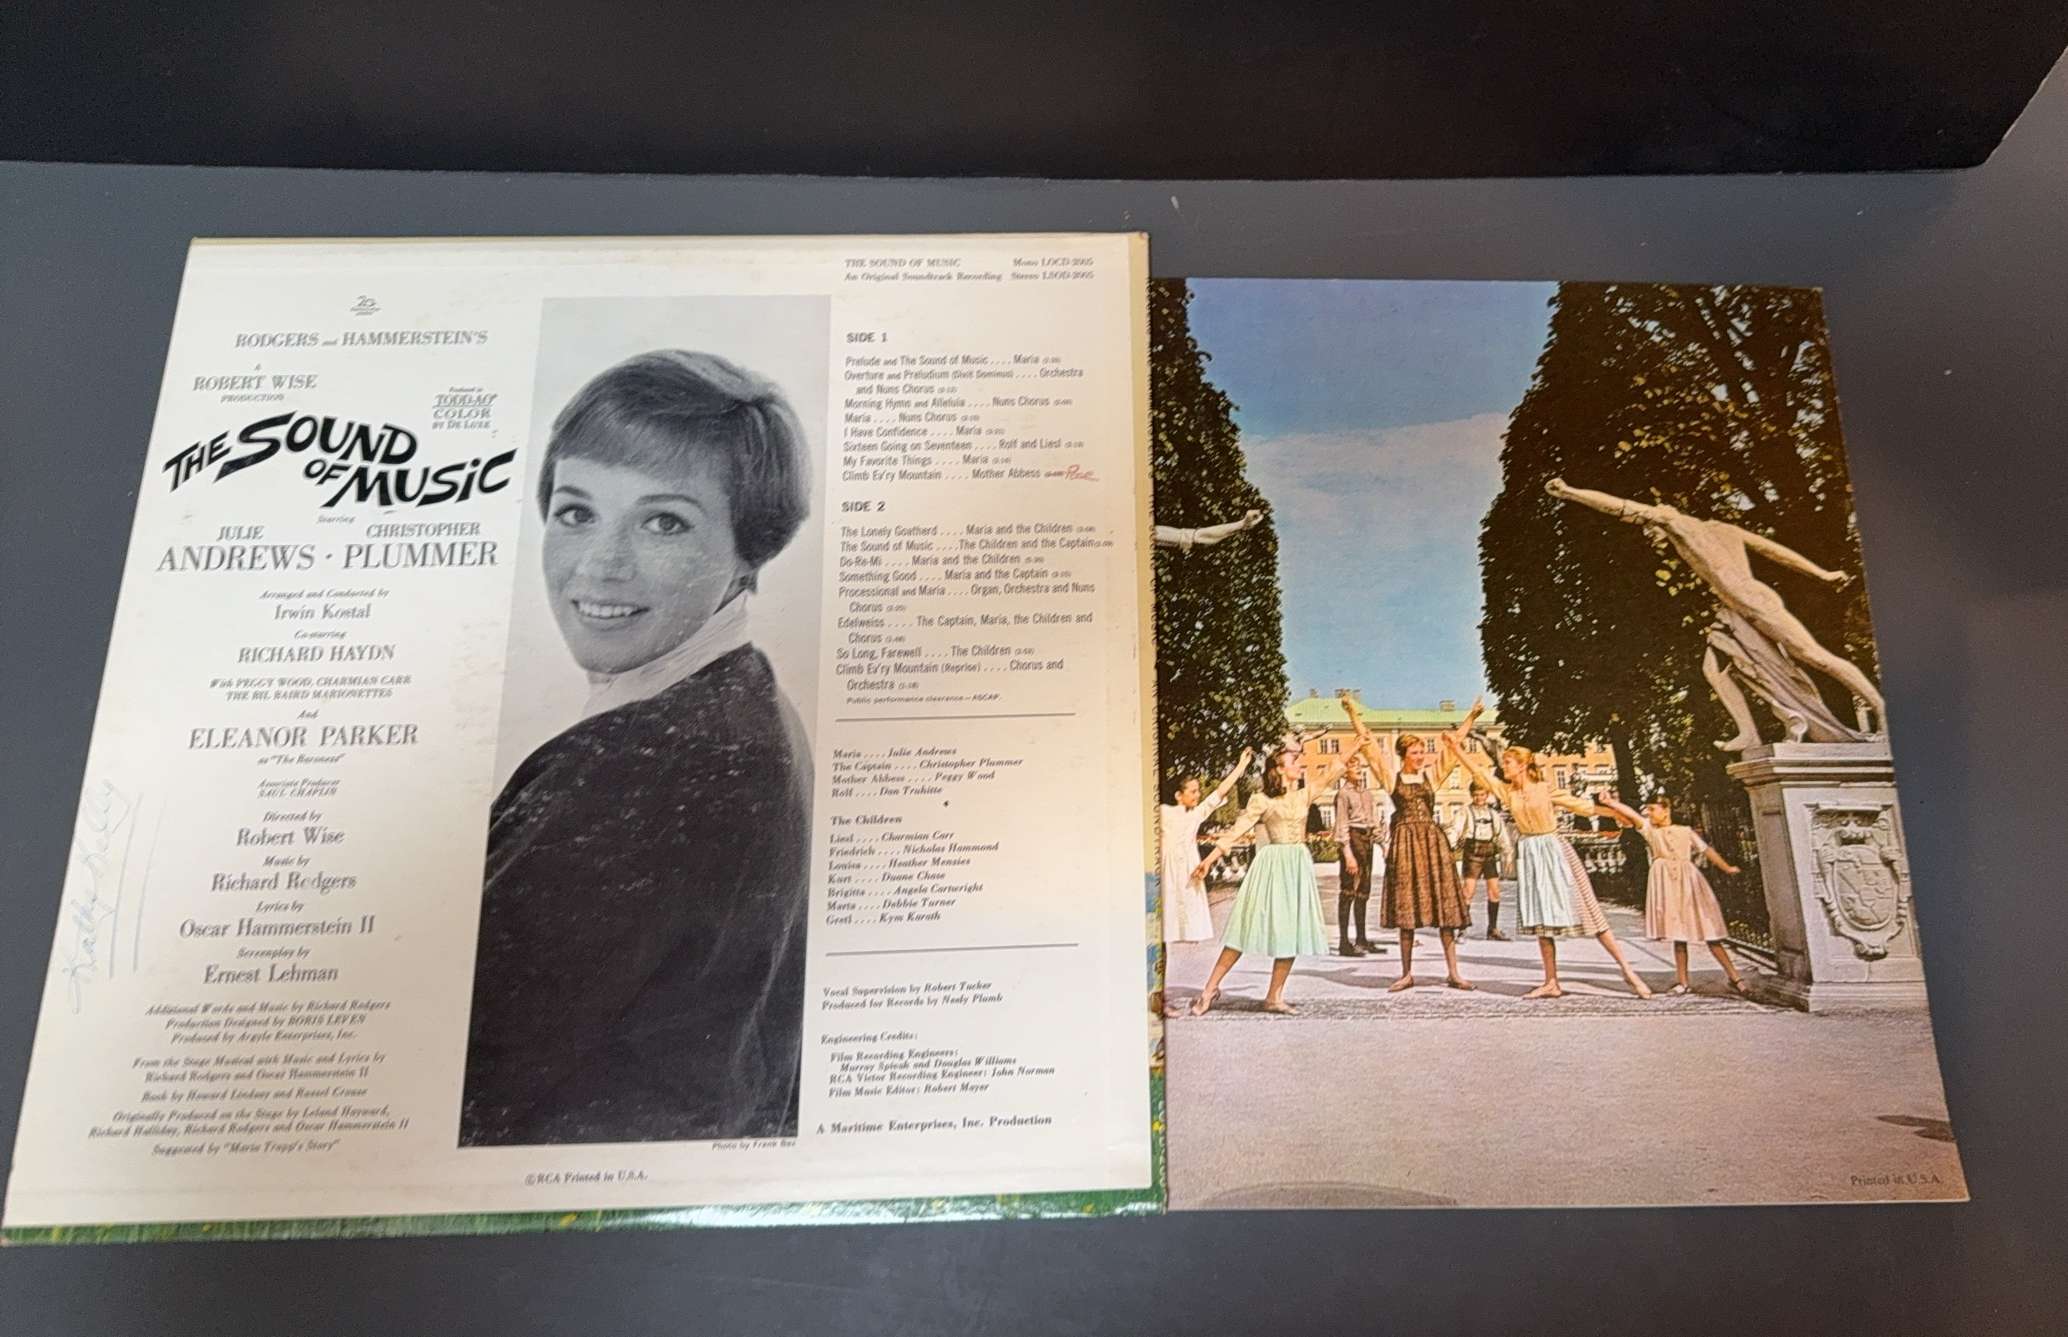 RODGERS and HAMMERSTEIN'S
A
ROBERT WISE
PRODUCTION
Produced in
TODD-AO
COLOR
BY DE LUXE
THE SOUND
OF MUSIC
Starring
JULIE CHRISTOPHER
ANDREWS · PLUMMER
Arranged and Conducted by
Irwin Kostal
Co-starring
RICHARD HAYDN
With PEGGY WOOD, CHARMIAN CARR
THE BIL BAIRD MARIONETTES
And
ELEANOR PARKER
as "The Baroness"
Associate Producer
SAUL CHAPLIN
Directed by
Robert Wise
Music by
Richard Rodgers
Lyrics by
Oscar Hammerstein II
Screenplay by
Ernest Lehman
Additional Words and Music by Richard Rodgers
Production Designed by BORIS LEVEN
Produced by Argyle Enterprises, Inc.
From the Stage Musical with Music and Lyrics by
Richard Rodgers and Oscar Hammerstein II
Book by Howard Lindsay and Russel Crouse
Originally Produced on the Stage by Leland Hayward,
Richard Halliday, Richard Rodgers and Oscar Hammerstein II
Suggested by "Maria Trapp's Story"
Kathy Kelly
Photo by Frank
©RCA Printed in U.S.A.
THE SOUND OF MUSIC Mono LOCD-2005
An Original Soundtrack Recording Stereo LSOD-2005
SIDE 1
Prelude and The Sound of Music .... Maria
Overture and Preludium (Dixit Dominus) .... Orchestra
and Nuns Chorus
Morning Hymn and Alleluia .... Nuns Chorus
Maria .... Nuns Chorus
I Have Confidence .... Maria
Sixteen Going on Seventeen .... Rolf and Liesl
My Favorite Things .... Maria
Climb Ev'ry Mountain .... Mother Abbess
SIDE 2
The Lonely Goatherd .... Maria and the Children
The Sound of Music .... The Children and the Captain
Do-Re-Mi .... Maria and the Children
Something Good .... Maria and the Captain
Processional and Maria .... Organ, Orchestra and Nuns
Chorus
Edelweiss .... The Captain, Maria, the Children and
Chorus
So Long, Farewell .... The Children
Climb Ev'ry Mountain (Reprise) .... Chorus and
Orchestra
Public performance clearance—ASCAP.
Maria .... Julie Andrews
The Captain .... Christopher Plummer
Mother Abbess .... Peggy Wood
Rolf .... Dan Truhitte
The Children
Liesl .... Charmian Carr
Friedrich .... Nicholas Hammond
Louisa .... Heather Menzies
Kurt .... Duane Chase
Brigitta .... Angela Cartwright
Marta .... Debbie Turner
Gretl .... Kym Karath
Vocal Supervision by Robert Tucker
Produced for Records by Neely Plumb
Engineering Credits:
Film Recording Engineers:
Murray Spivak and Douglas Williams
RCA Victor Recording Engineer: John Norman
Film Music Editor: Robert Mayer
A Maritime Enterprises, Inc. Production
Printed in U.S.A.